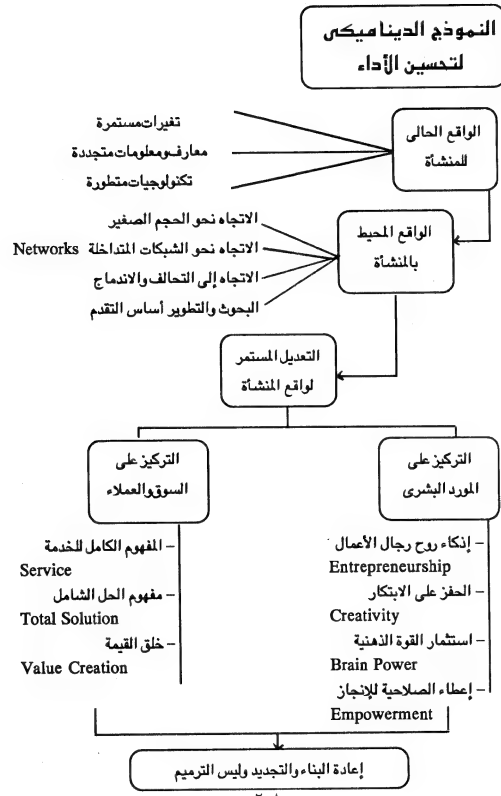 النموذج الديناميكى
لتحسين الأداء
الواقع الحالى
للمنشأة
تغيرات مستمرة
معارف ومعلومات متجددة
تكنولوجيات متطورة
الواقع المحيط
بالمنشأة
الاتجاه نحو الحجم الصغير
الاتجاه نحو الشبكات المتداخلة Networks
الاتجاه إلى التحالف والاندماج
البحوث والتطوير أساس التقدم
التعديل المستمر
لواقع المنشأة
التركيز على
المورد البشرى
– إذكاء روح رجال الأعمال
Entrepreneurship
– الحفز على الابتكار
Creativity
– استثمار القوة الذهنية
Brain Power
– إعطاء الصلاحية للإنجاز
Empowerment
التركيز على
السوق والعملاء
– المفهوم الكامل للخدمة
Service
– مفهوم الحل الشامل
Total Solution
– خلق القيمة
Value Creation
إعادة البناء والتجديد وليس الترميم